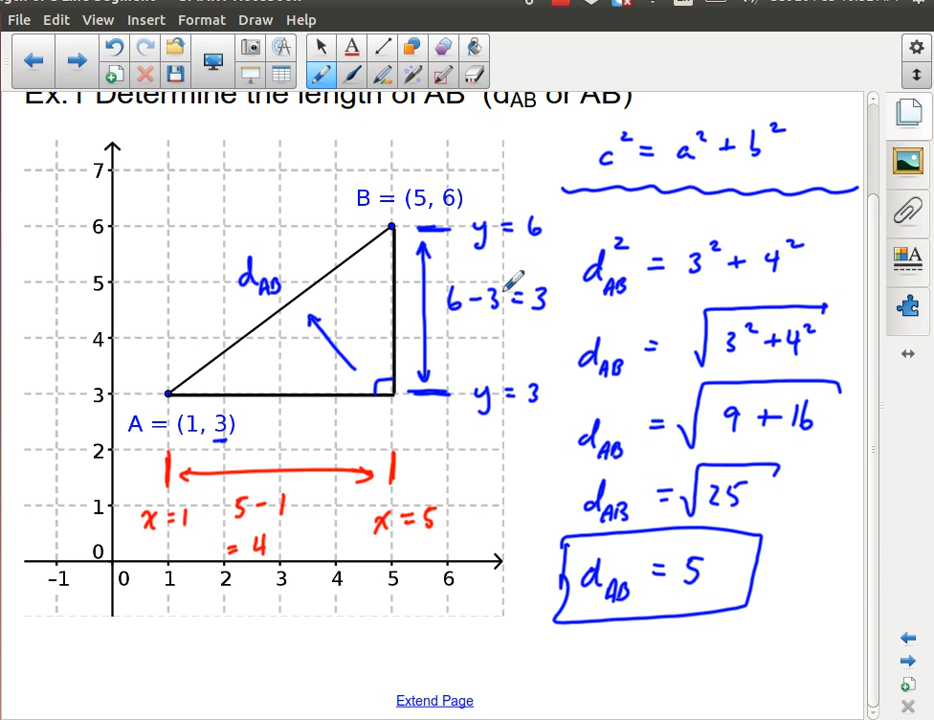 File Edit View Insert Format Draw Help
Ex.1 Determine the length of AB (dAB or AB)
c² = a² + b²
7
6
5
4
3
2
1
0
-1 0 1 2 3 4 5 6
B = (5, 6)
A = (1, 3)
dAB
y = 6
6 - 3 = 3
y = 3
x = 1
5 - 1
= 4
x = 5
dAB² = 3² + 4²
dAB = √3² + 4²
dAB = √9 + 16
dAB = √25
dAB = 5
Extend Page